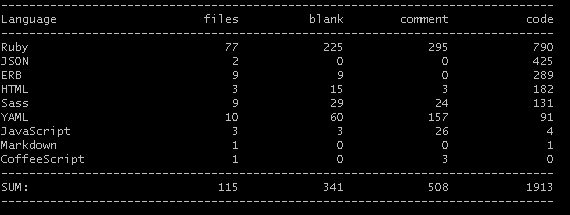 -------------------------------------------------------------------------------
Language                     files          blank        comment           code
-------------------------------------------------------------------------------
Ruby                            77            225            295            790
JSON                             2              0              0            425
ERB                              9              9              0            289
HTML                             3             15              3            182
Sass                             9             29             24            131
YAML                            10             60            157             91
JavaScript                       3              3             26              4
Markdown                         1              0              0              1
CoffeeScript                     1              0              3              0
-------------------------------------------------------------------------------
SUM:                           115            341            508           1913
-------------------------------------------------------------------------------